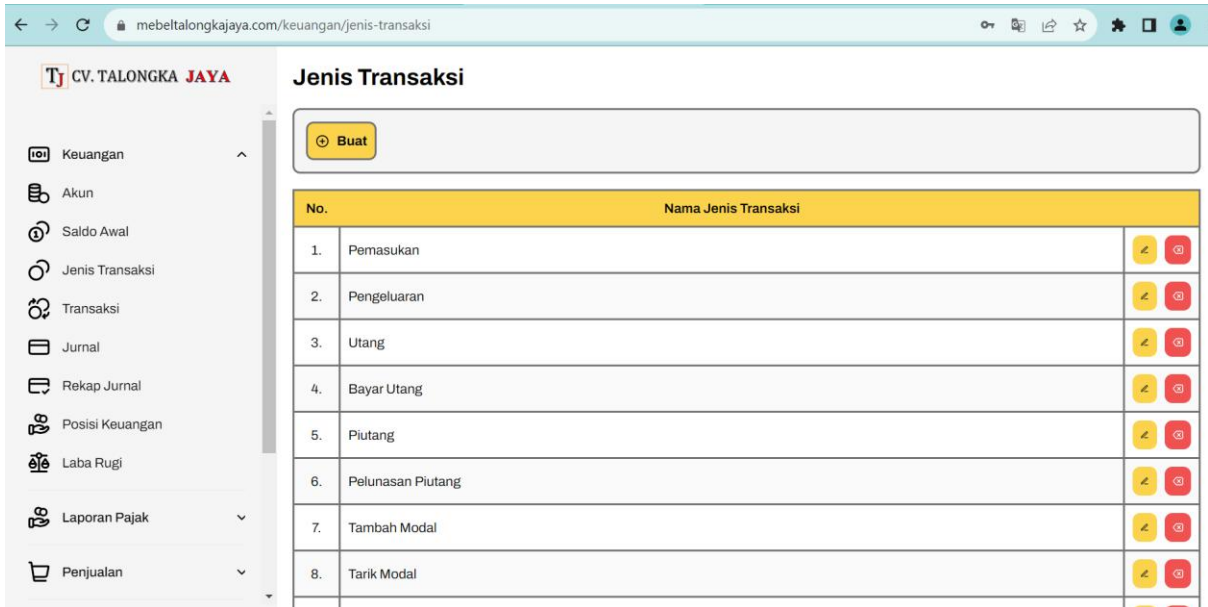 mebeltalongkajaya.com/keuangan/jenis-transaksi
TJ CV. TALONGKA JAYA
Keuangan
Akun
Saldo Awal
Jenis Transaksi
Transaksi
Jurnal
Rekap Jurnal
Posisi Keuangan
Laba Rugi
Laporan Pajak
Penjualan
Jenis Transaksi
Buat
No. Nama Jenis Transaksi
1. Pemasukan
2. Pengeluaran
3. Utang
4. Bayar Utang
5. Piutang
6. Pelunasan Piutang
7. Tambah Modal
8. Tarik Modal